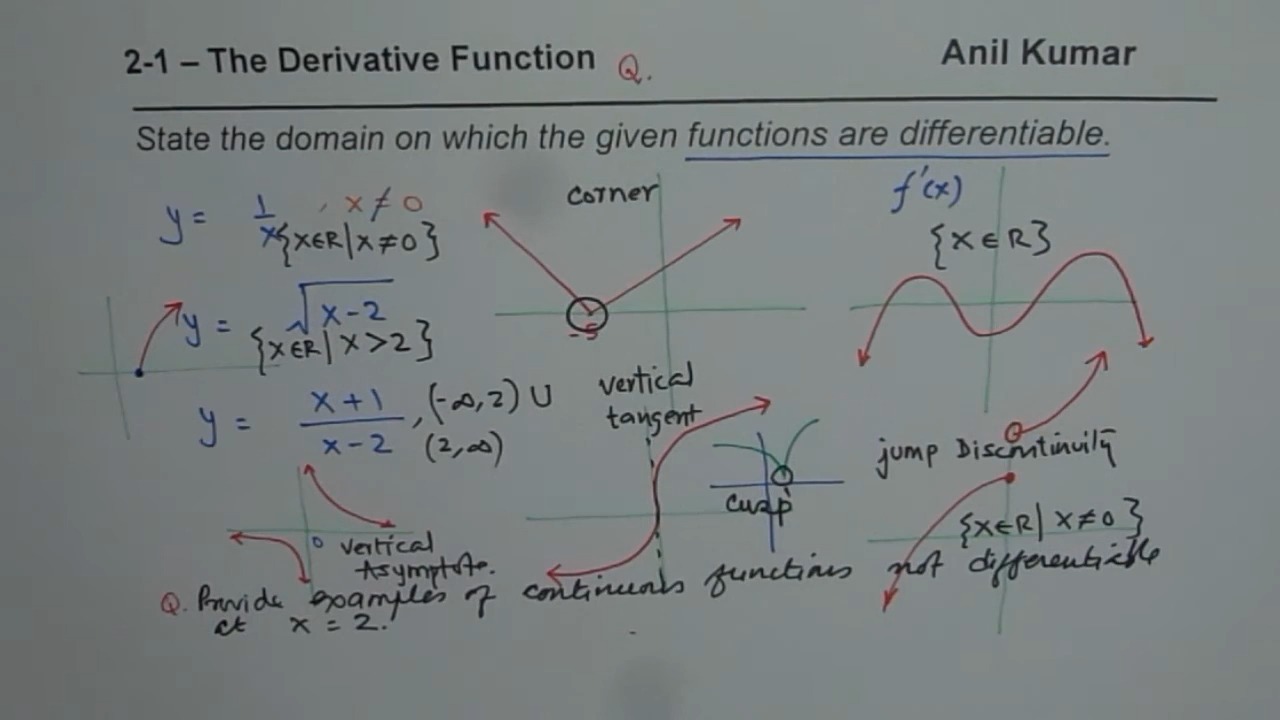 2-1 – The Derivative Function Q. Anil Kumar
State the domain on which the given functions are differentiable.
y = 1/x , x ≠ 0
{x∈R | x ≠ 0}
corner
f'(x)
{x ∈ R}
y = √(x-2)
{x∈R | x > 2}
-5
y = (x+1)/(x-2) , (-∞, 2) ∪
(2, ∞)
vertical
tangent
cusp
jump Discontinuity
{x∈R | x ≠ 0}
0
Vertical
Asymptote.
Q. Provide examples of continuous functions not differentiable
at x = 2.